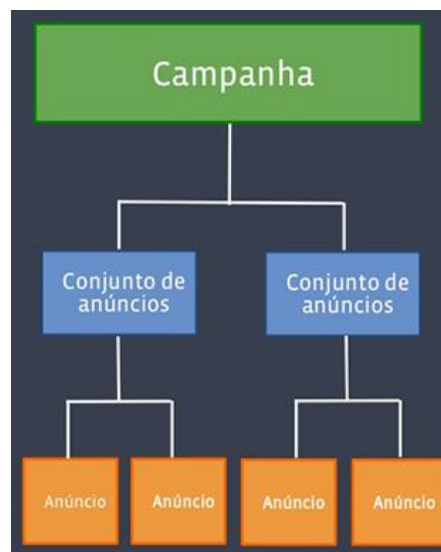 Campanha
Conjunto de
anúncios
Conjunto de
anúncios
Anúncio
Anúncio
Anúncio
Anúncio